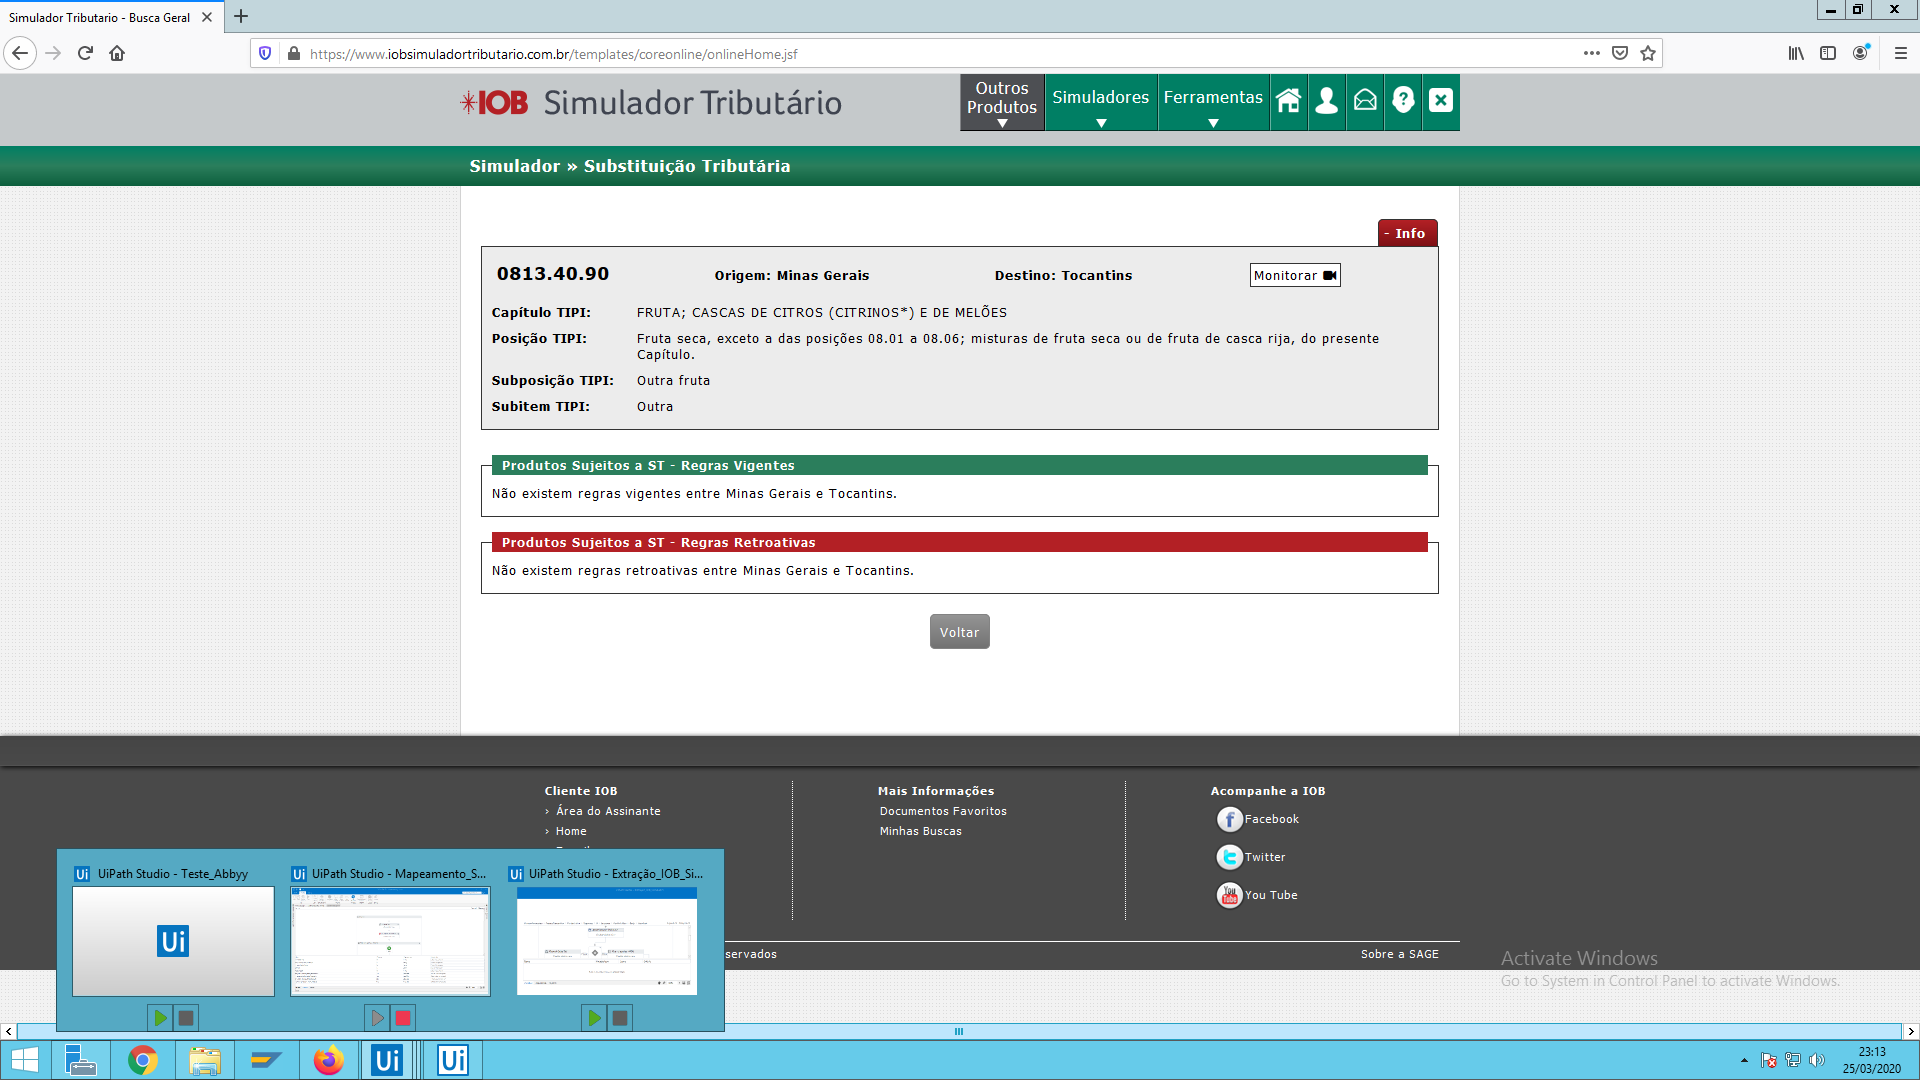 Simulador Tributario - Busca Geral
https://www.iobsimuladortributario.com.br/templates/coreonline/onlineHome.jsf
IOB Simulador Tributário
Outros Produtos
Simuladores
Ferramentas
Simulador » Substituição Tributária
- Info
0813.40.90
Origem: Minas Gerais
Destino: Tocantins
Monitorar
Capítulo TIPI:
FRUTA; CASCAS DE CITROS (CITRINOS*) E DE MELÕES
Posição TIPI:
Fruta seca, exceto a das posições 08.01 a 08.06; misturas de fruta seca ou de fruta de casca rija, do presente
Capítulo.
Subposição TIPI:
Outra fruta
Subitem TIPI:
Outra
Produtos Sujeitos a ST - Regras Vigentes
Não existem regras vigentes entre Minas Gerais e Tocantins.
Produtos Sujeitos a ST - Regras Retroativas
Não existem regras retroativas entre Minas Gerais e Tocantins.
Voltar
Cliente IOB
› Área do Assinante
› Home
Mais Informações
Documentos Favoritos
Minhas Buscas
Acompanhe a IOB
Facebook
Twitter
You Tube
servados
Sobre a SAGE
Activate Windows
Go to System in Control Panel to activate Windows.
Ui UiPath Studio - Teste_Abbyy
Ui UiPath Studio - Mapeamento_S...
Ui UiPath Studio - Extração_IOB_Si...
Ui
Ui
Ui
23:13
25/03/2020